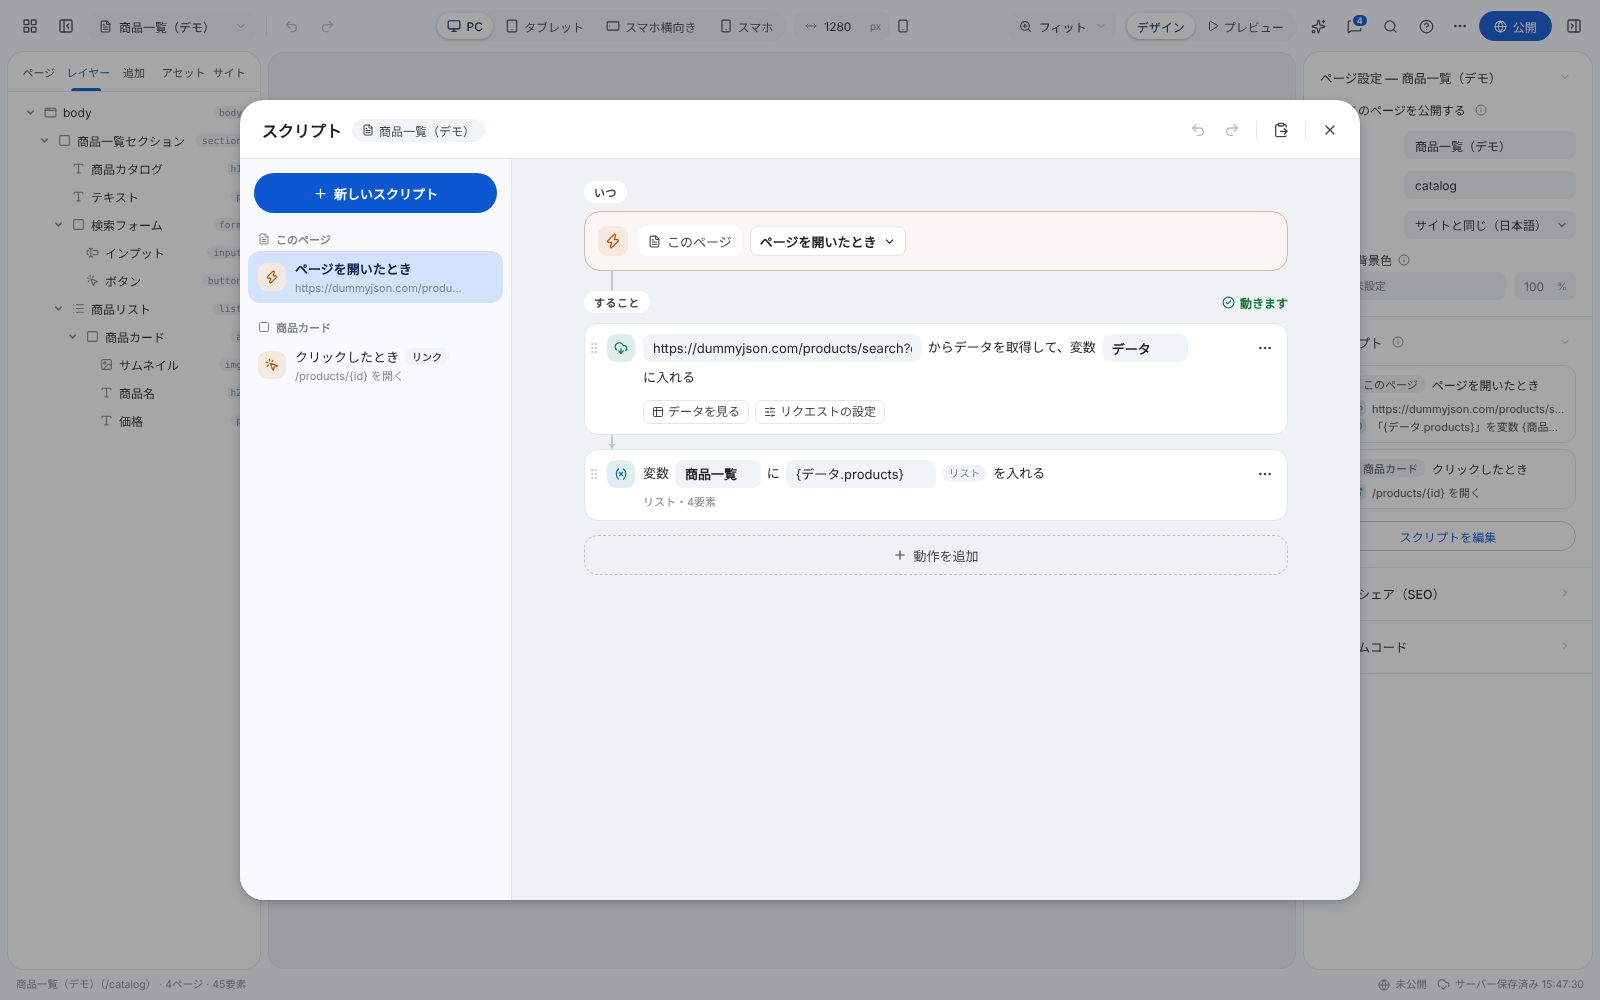 商品一覧（デモ）
PC
タブレット
スマホ横向き
スマホ
1280 px
フィット
デザイン
プレビュー
4
公開
ページ
レイヤー
追加
アセット
サイト
body
body
商品一覧セクション
section
商品カタログ
テキスト
検索フォーム
form
インプット
input
ボタン
button
商品リスト
list
商品カード
サムネイル
img
商品名
価格
スクリプト
商品一覧（デモ）
新しいスクリプト
このページ
ページを開いたとき
https://dummyjson.com/produ...
商品カード
クリックしたとき リンク
/products/{id} を開く
いつ
このページ
ページを開いたとき
すること
動きます
https://dummyjson.com/products/search? からデータを取得して、変数 データ
に入れる
データを見る
リクエストの設定
変数 商品一覧 に {データ.products} リスト を入れる
リスト・4要素
動作を追加
ページ設定 — 商品一覧（デモ）
このページを公開する
商品一覧（デモ）
catalog
サイトと同じ（日本語）
背景色
設定
100 %
プト
このページ ページを開いたとき
https://dummyjson.com/products/s...
「{データ.products}」を変数 {商品...
商品カード クリックしたとき
/products/{id} を開く
スクリプトを編集
シェア（SEO）
ムコード
商品一覧（デモ）（/catalog） · 4ページ · 45要素
未公開
サーバー保存済み 15:47:30